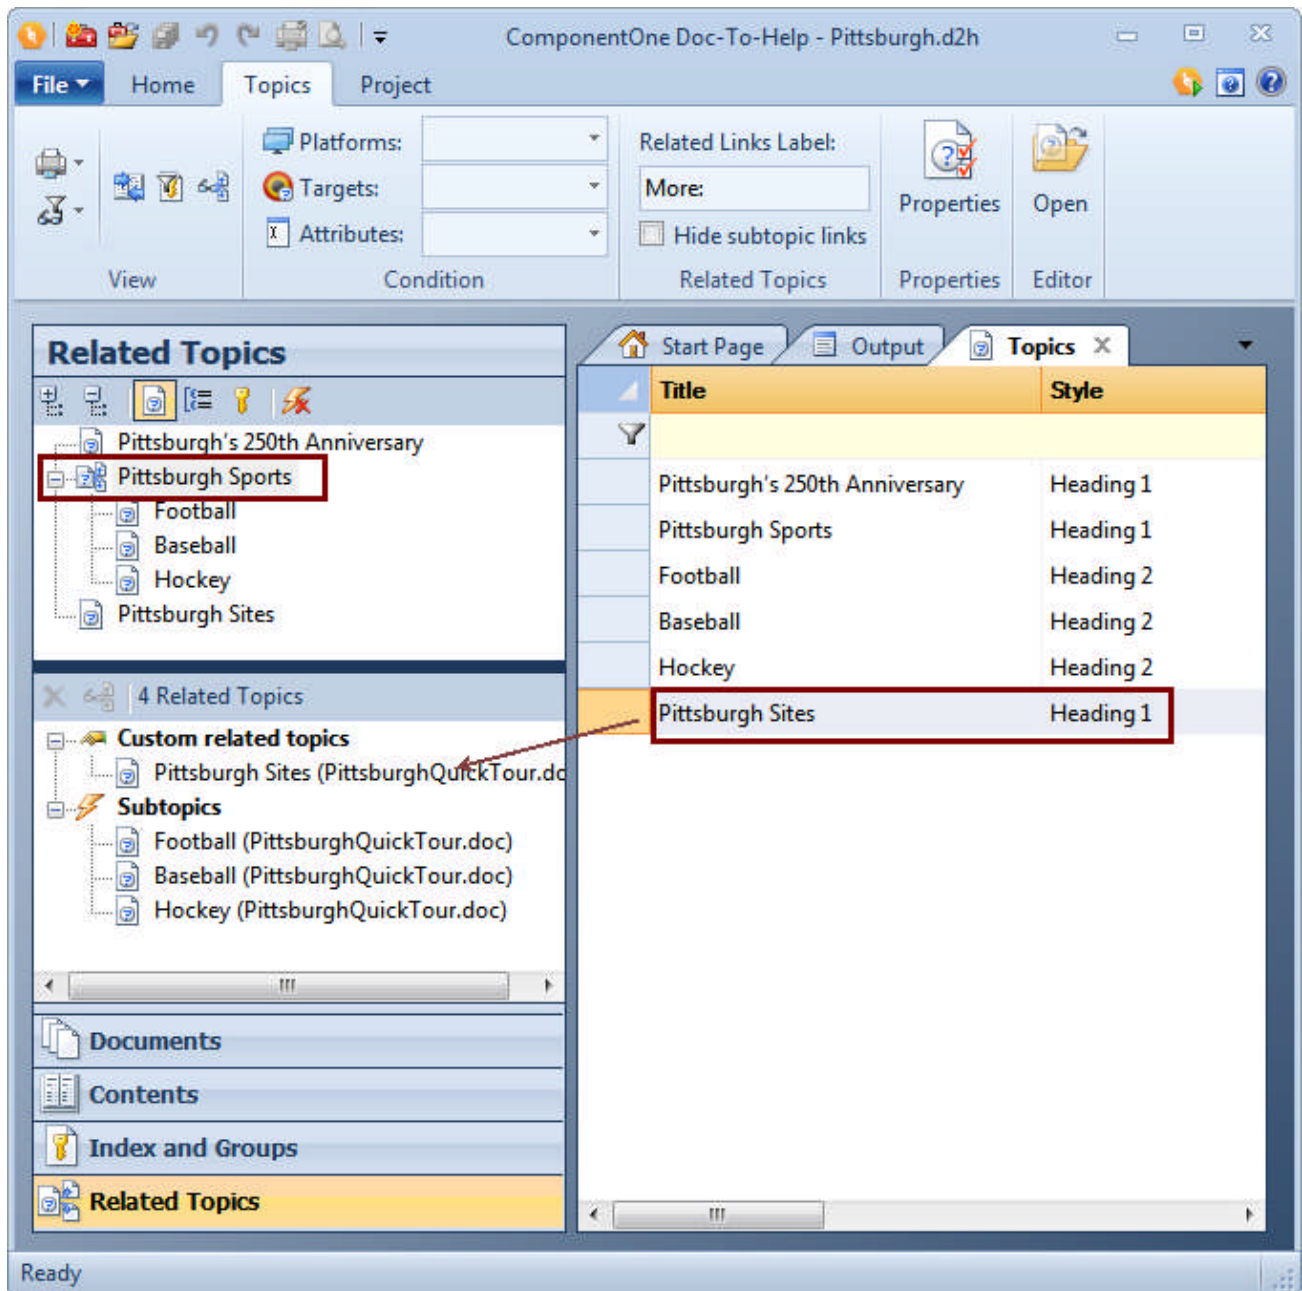 ComponentOne Doc-To-Help - Pittsburgh.d2h
File Home Topics Project
Platforms:
Targets:
Attributes:
Related Links Label:
More:
Hide subtopic links
Properties
Open
View Condition Related Topics Properties Editor
Related Topics
Pittsburgh's 250th Anniversary
Pittsburgh Sports
Football
Baseball
Hockey
Pittsburgh Sites
4 Related Topics
Custom related topics
Pittsburgh Sites (PittsburghQuickTour.do
Subtopics
Football (PittsburghQuickTour.doc)
Baseball (PittsburghQuickTour.doc)
Hockey (PittsburghQuickTour.doc)
Documents
Contents
Index and Groups
Related Topics
Start Page Output Topics
Title Style
Pittsburgh's 250th Anniversary Heading 1
Pittsburgh Sports Heading 1
Football Heading 2
Baseball Heading 2
Hockey Heading 2
Pittsburgh Sites Heading 1
Ready